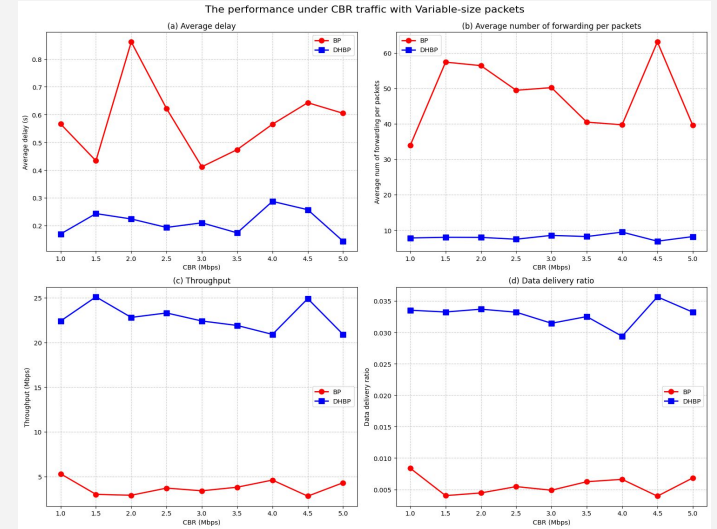 The performance under CBR traffic with Variable-size packets
(a) Average delay
Average delay (s)
0.8
0.7
0.6
0.5
0.4
0.3
0.2
BP
DHBP
1.0 1.5 2.0 2.5 3.0 3.5 4.0 4.5 5.0
CBR (Mbps)
(b) Average number of forwarding per packets
Average num of forwarding per packets
60
50
40
30
20
10
BP
DHBP
1.0 1.5 2.0 2.5 3.0 3.5 4.0 4.5 5.0
CBR (Mbps)
(c) Throughput
Throughput (Mbps)
25
20
15
10
5
BP
DHBP
1.0 1.5 2.0 2.5 3.0 3.5 4.0 4.5 5.0
CBR (Mbps)
(d) Data delivery ratio
Data delivery ratio
0.035
0.030
0.025
0.020
0.015
0.010
0.005
BP
DHBP
1.0 1.5 2.0 2.5 3.0 3.5 4.0 4.5 5.0
CBR (Mbps)